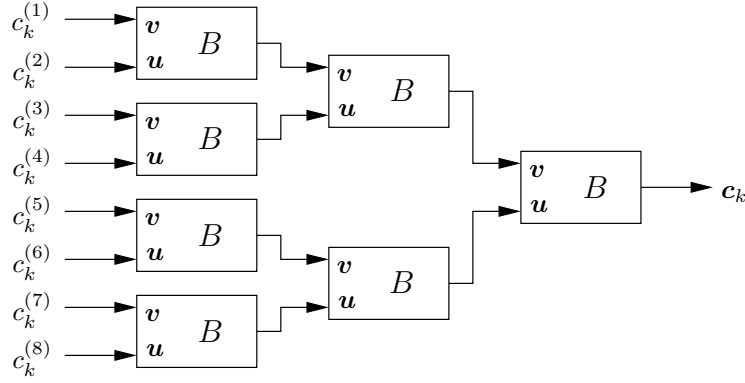 c_k^{(1)}
v
u B
c_k^{(2)}
c_k^{(3)}
v
u B
c_k^{(4)}
v
u B
c_k^{(5)}
v
u B
c_k^{(6)}
c_k^{(7)}
v
u B
c_k^{(8)}
v
u B
v
u B
c_k